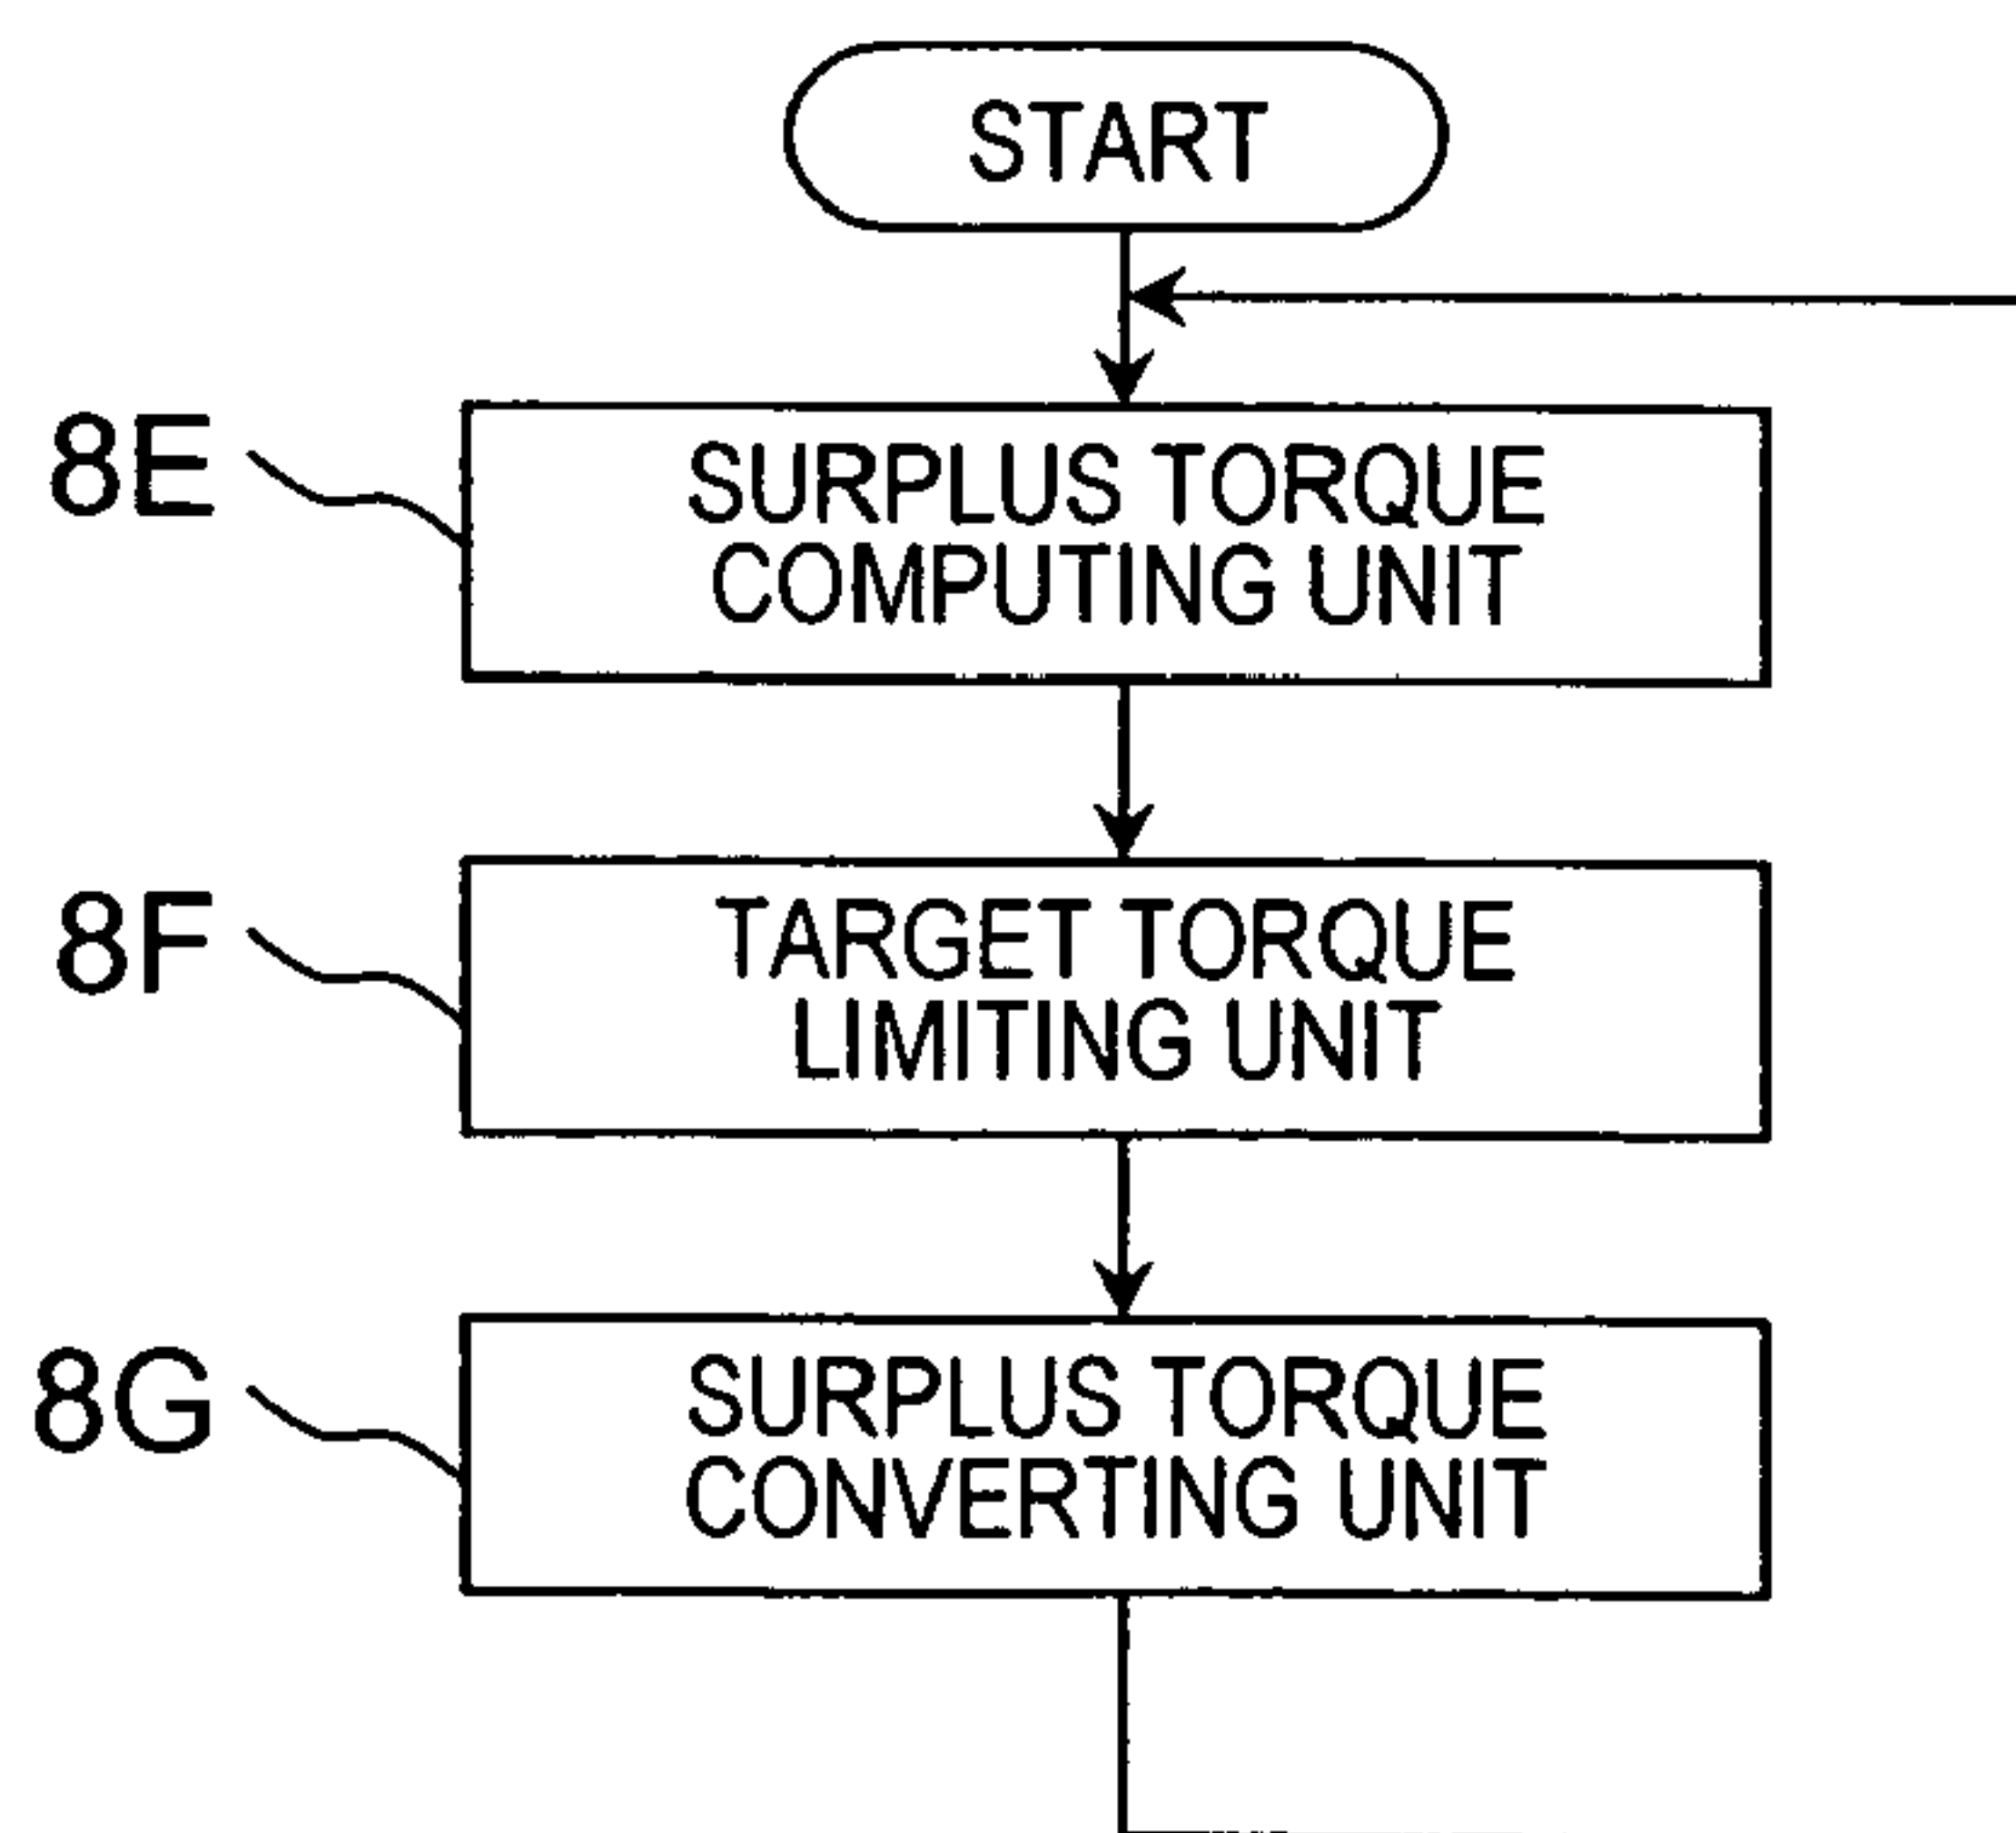 START
8E
SURPLUS TORQUE
COMPUTING UNIT
8F
TARGET TORQUE
LIMITING UNIT
8G
SURPLUS TORQUE
CONVERTING UNIT